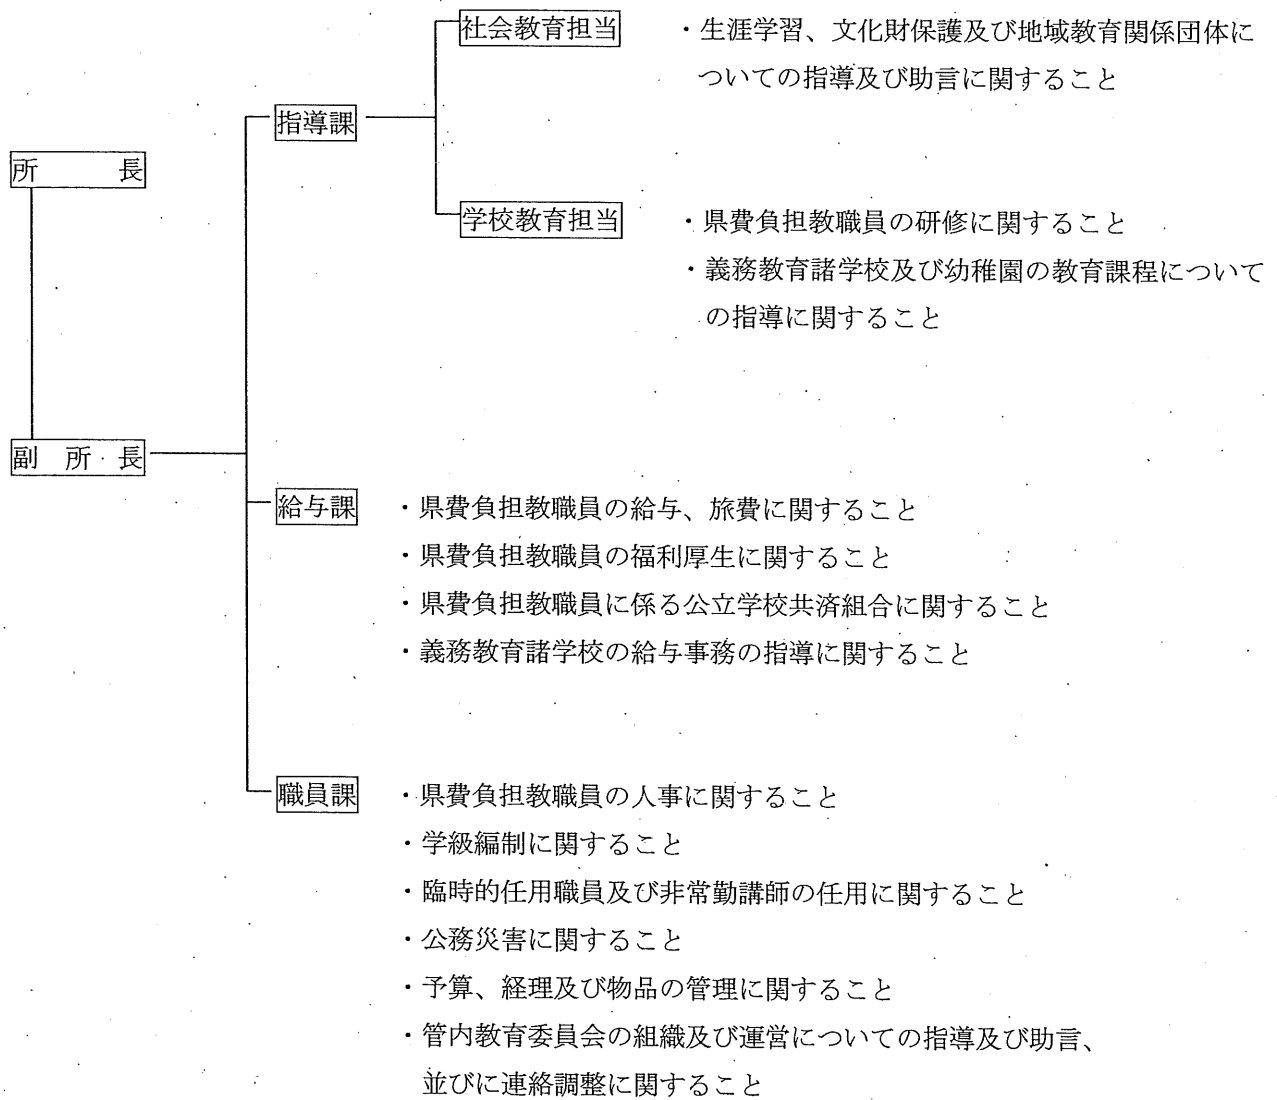 所　　　長
副　所　長
指導課
社会教育担当
・生涯学習、文化財保護及び地域教育関係団体に
ついての指導及び助言に関すること
学校教育担当
・県費負担教職員の研修に関すること
・義務教育諸学校及び幼稚園の教育課程について
の指導に関すること
給与課
・県費負担教職員の給与、旅費に関すること
・県費負担教職員の福利厚生に関すること
・県費負担教職員に係る公立学校共済組合に関すること
・義務教育諸学校の給与事務の指導に関すること
職員課
・県費負担教職員の人事に関すること
・学級編制に関すること
・臨時的任用職員及び非常勤講師の任用に関すること
・公務災害に関すること
・予算、経理及び物品の管理に関すること
・管内教育委員会の組織及び運営についての指導及び助言、
並びに連絡調整に関すること